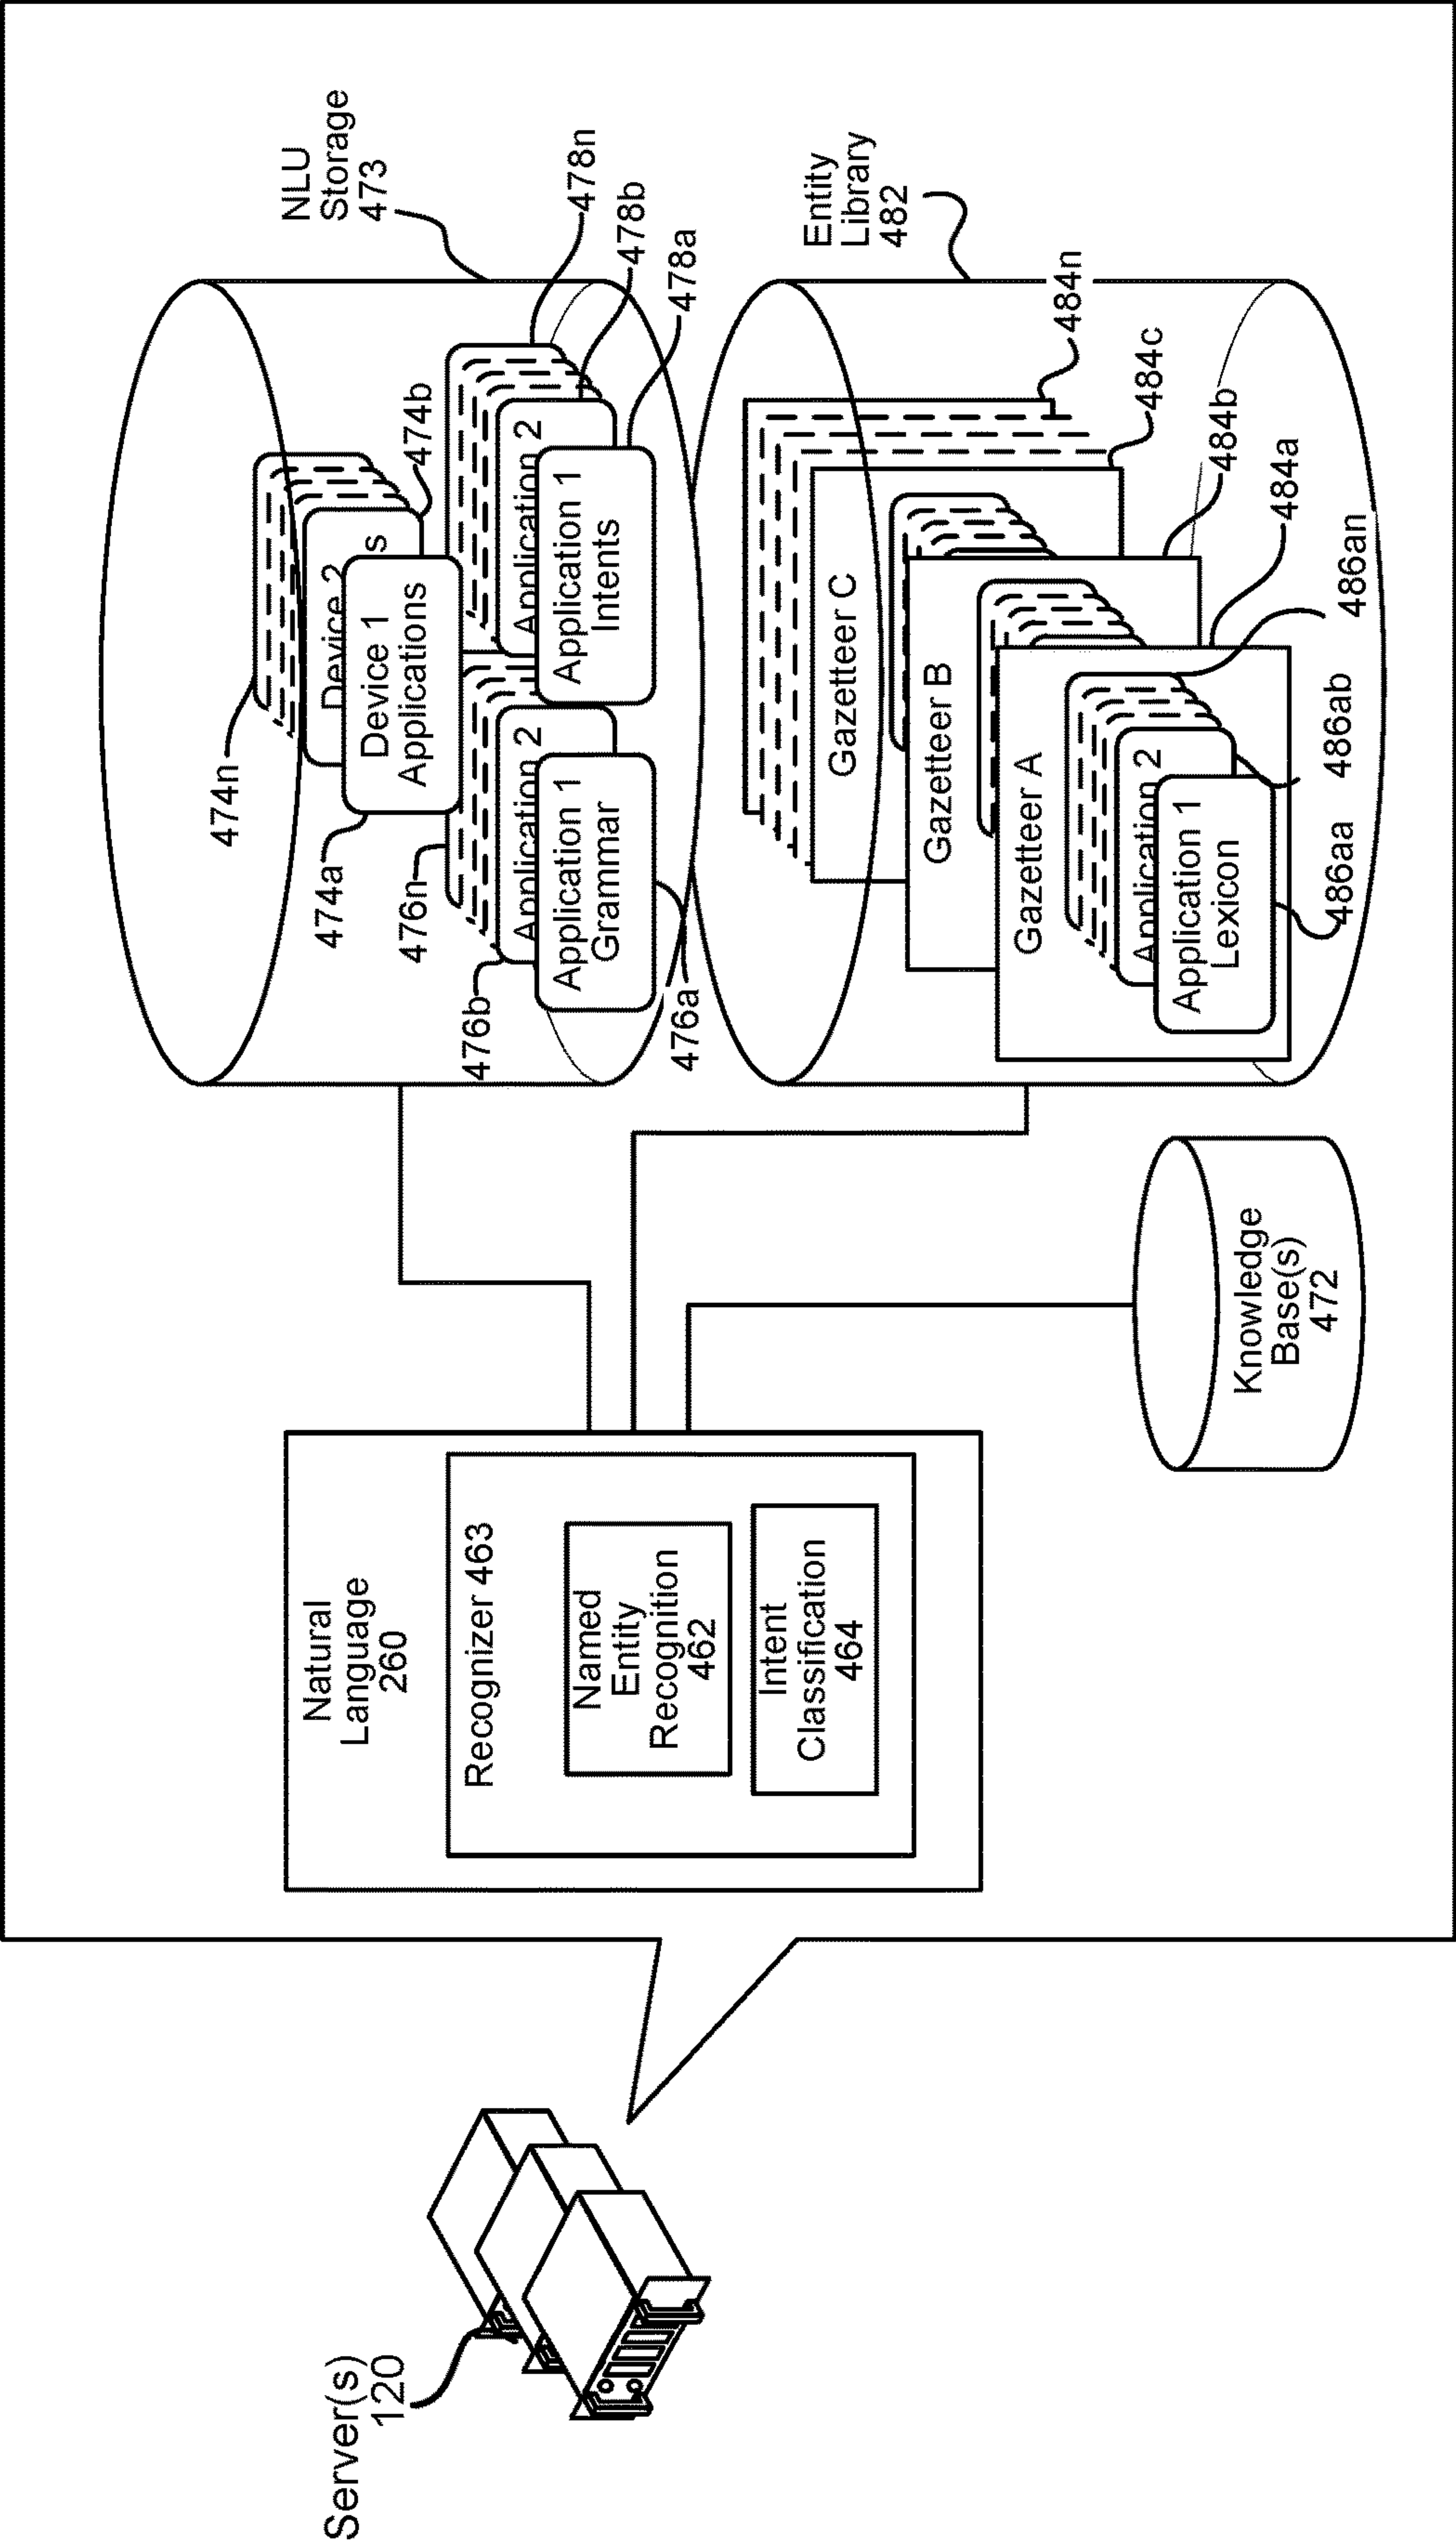 Server(s)
120
Natural
Language
260
Recognizer 463
Named
Entity
Recognition
462
Intent
Classification
464
Knowledge
Base(s)
472
NLU
Storage
473
474n
474a
474b
Device 2
s
Device 1
Applications
476n
476b
476a
Application 2
Application 1
Grammar
478n
478b
478a
Application 2
Application 1
Intents
Entity
Library
482
484n
484c
484b
484a
Gazetteer C
Gazetteer B
Gazetteer A
Application 2
Application 1
Lexicon
486an
486ab
486aa